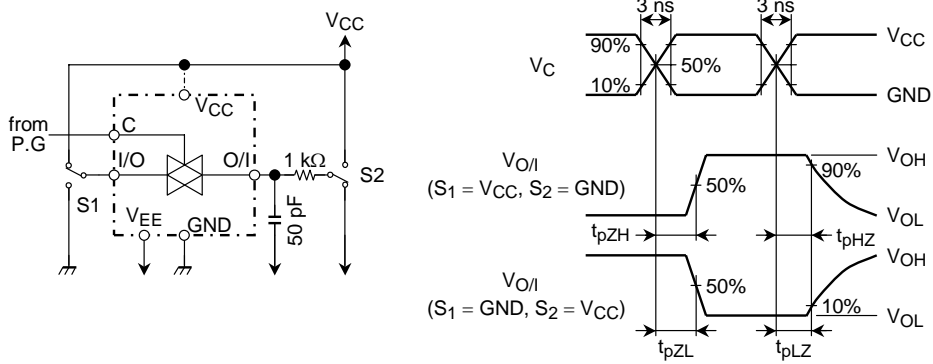 VCC
VCC
from
P.G
C
I/O
O/I
1 kΩ
S1
S2
VEE
GND
50 pF
3 ns
3 ns
VC
90%
10%
50%
VCC
GND
VO/I
(S1 = VCC, S2 = GND)
50%
90%
VOH
VOL
tpZH
tpHZ
VO/I
(S1 = GND, S2 = VCC)
50%
10%
VOH
VOL
tpZL
tpLZ